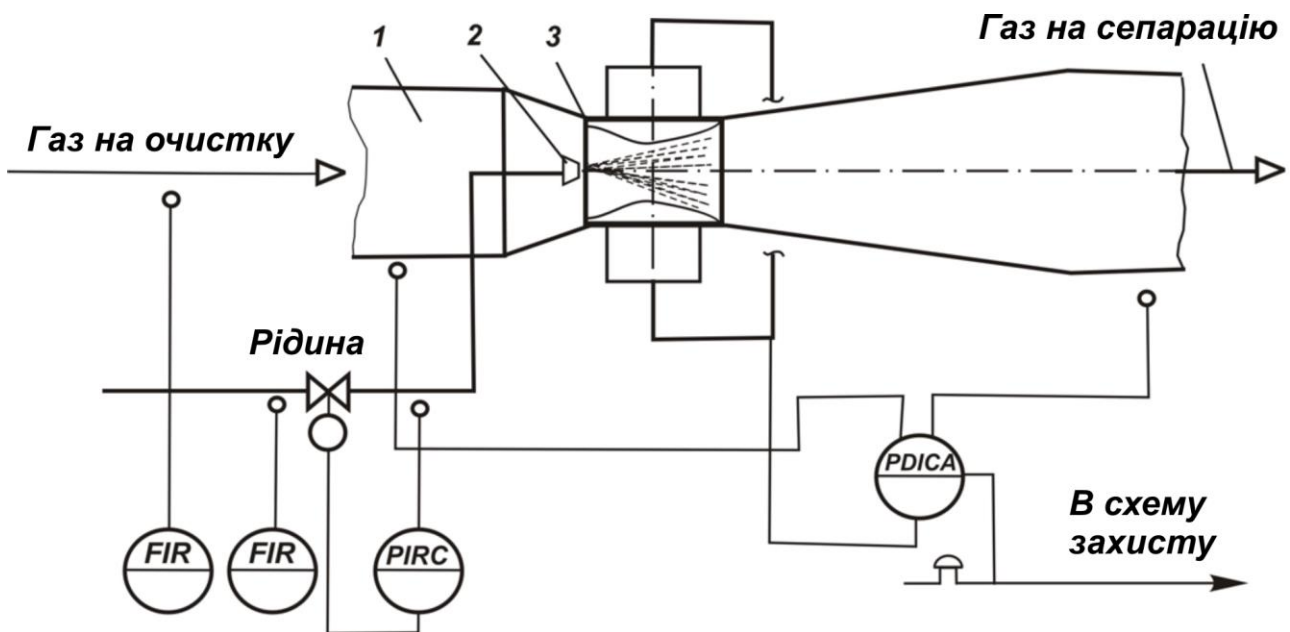 1
2
3
Газ на сепарацію
Газ на очистку
Рідина
PDICA
В схему
захисту
FIR
FIR
PIRC